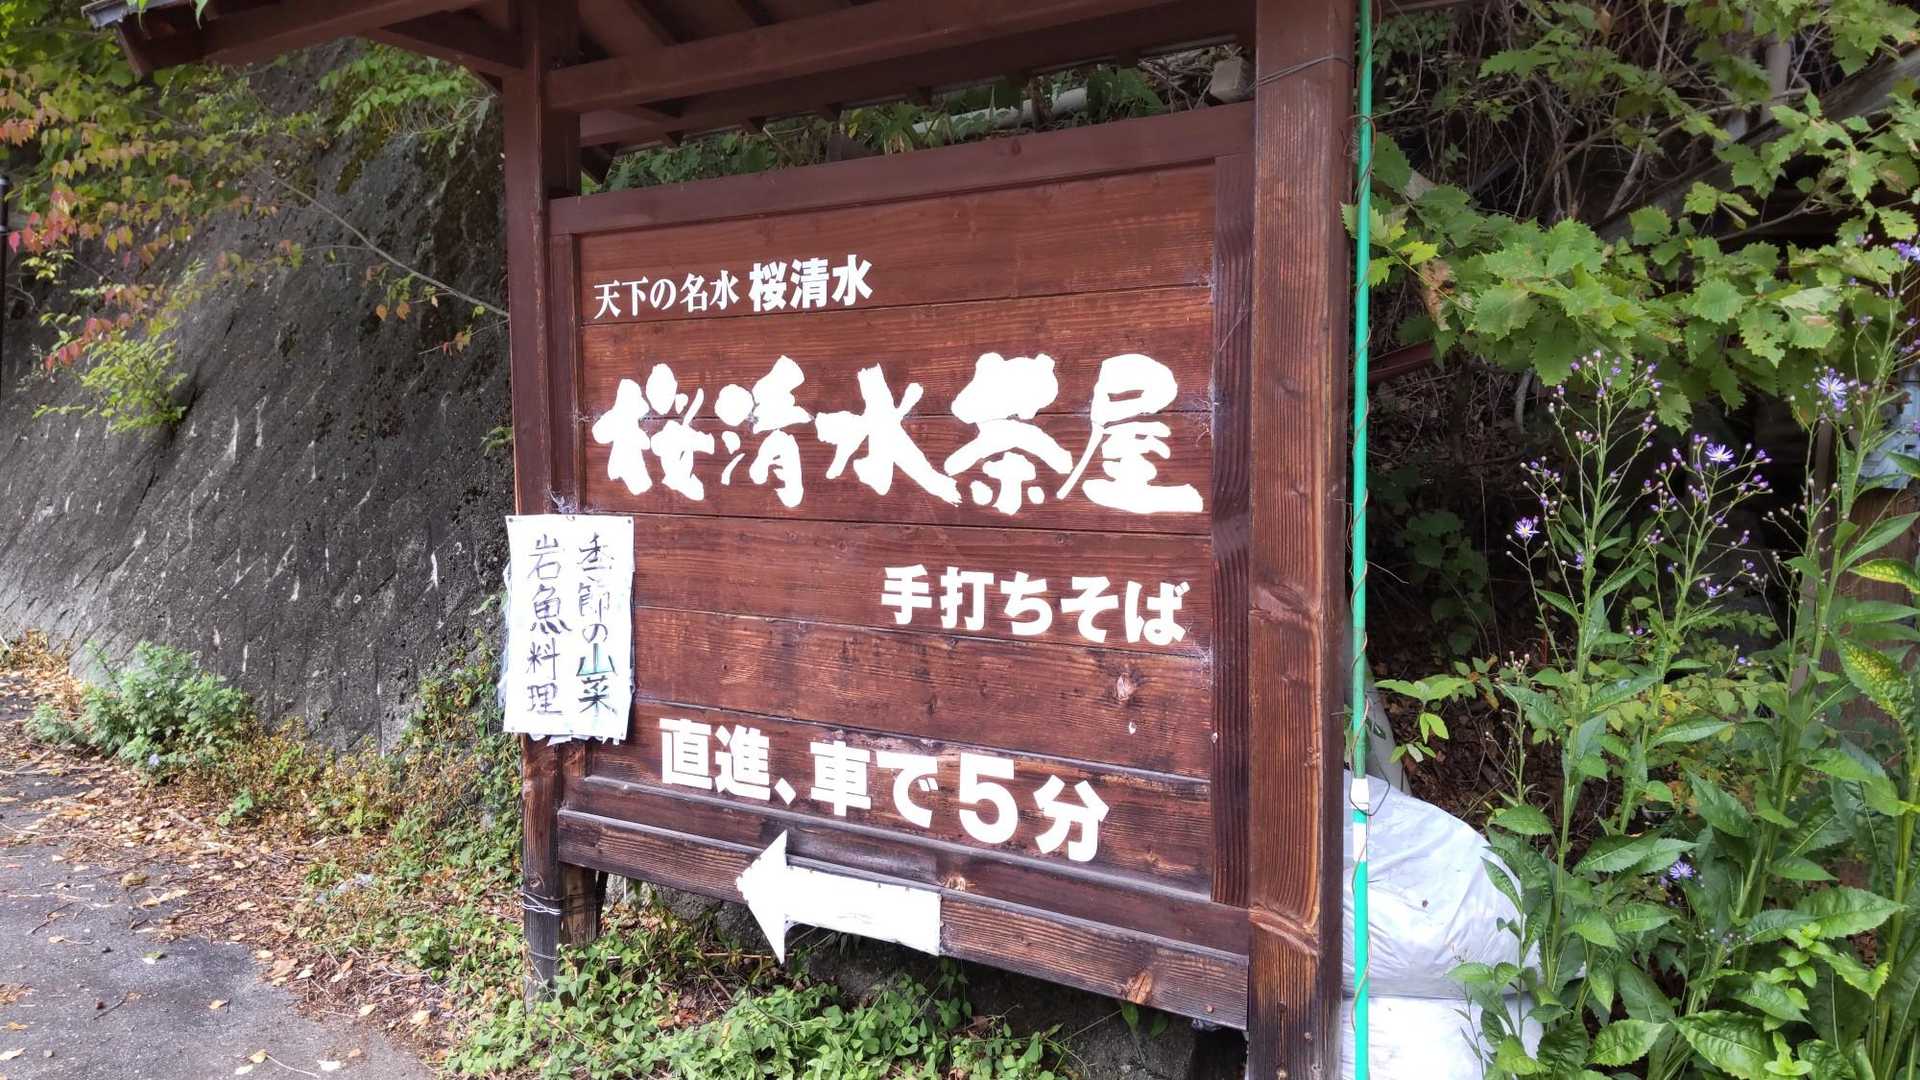 天下の名水 桜清水
桜清水茶屋
手打ちそば
季節の山菜
岩魚料理
直進、車で5分